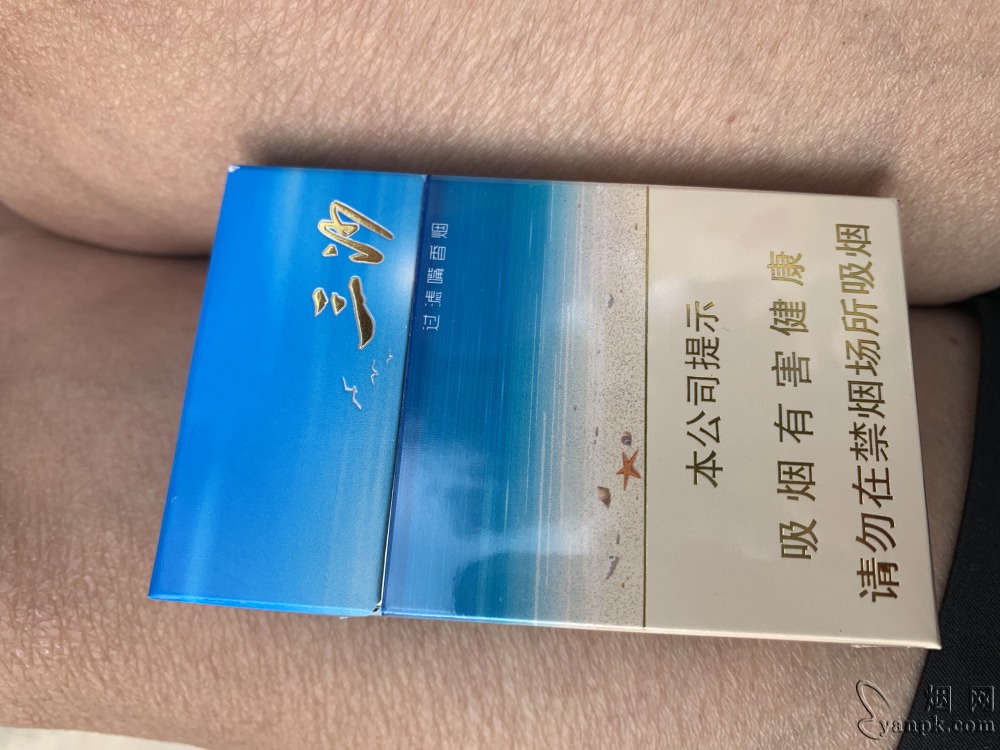 三沙
过滤嘴香烟
本公司提示
吸烟有害健康
请勿在禁烟场所吸烟
烟网
yanpk.com